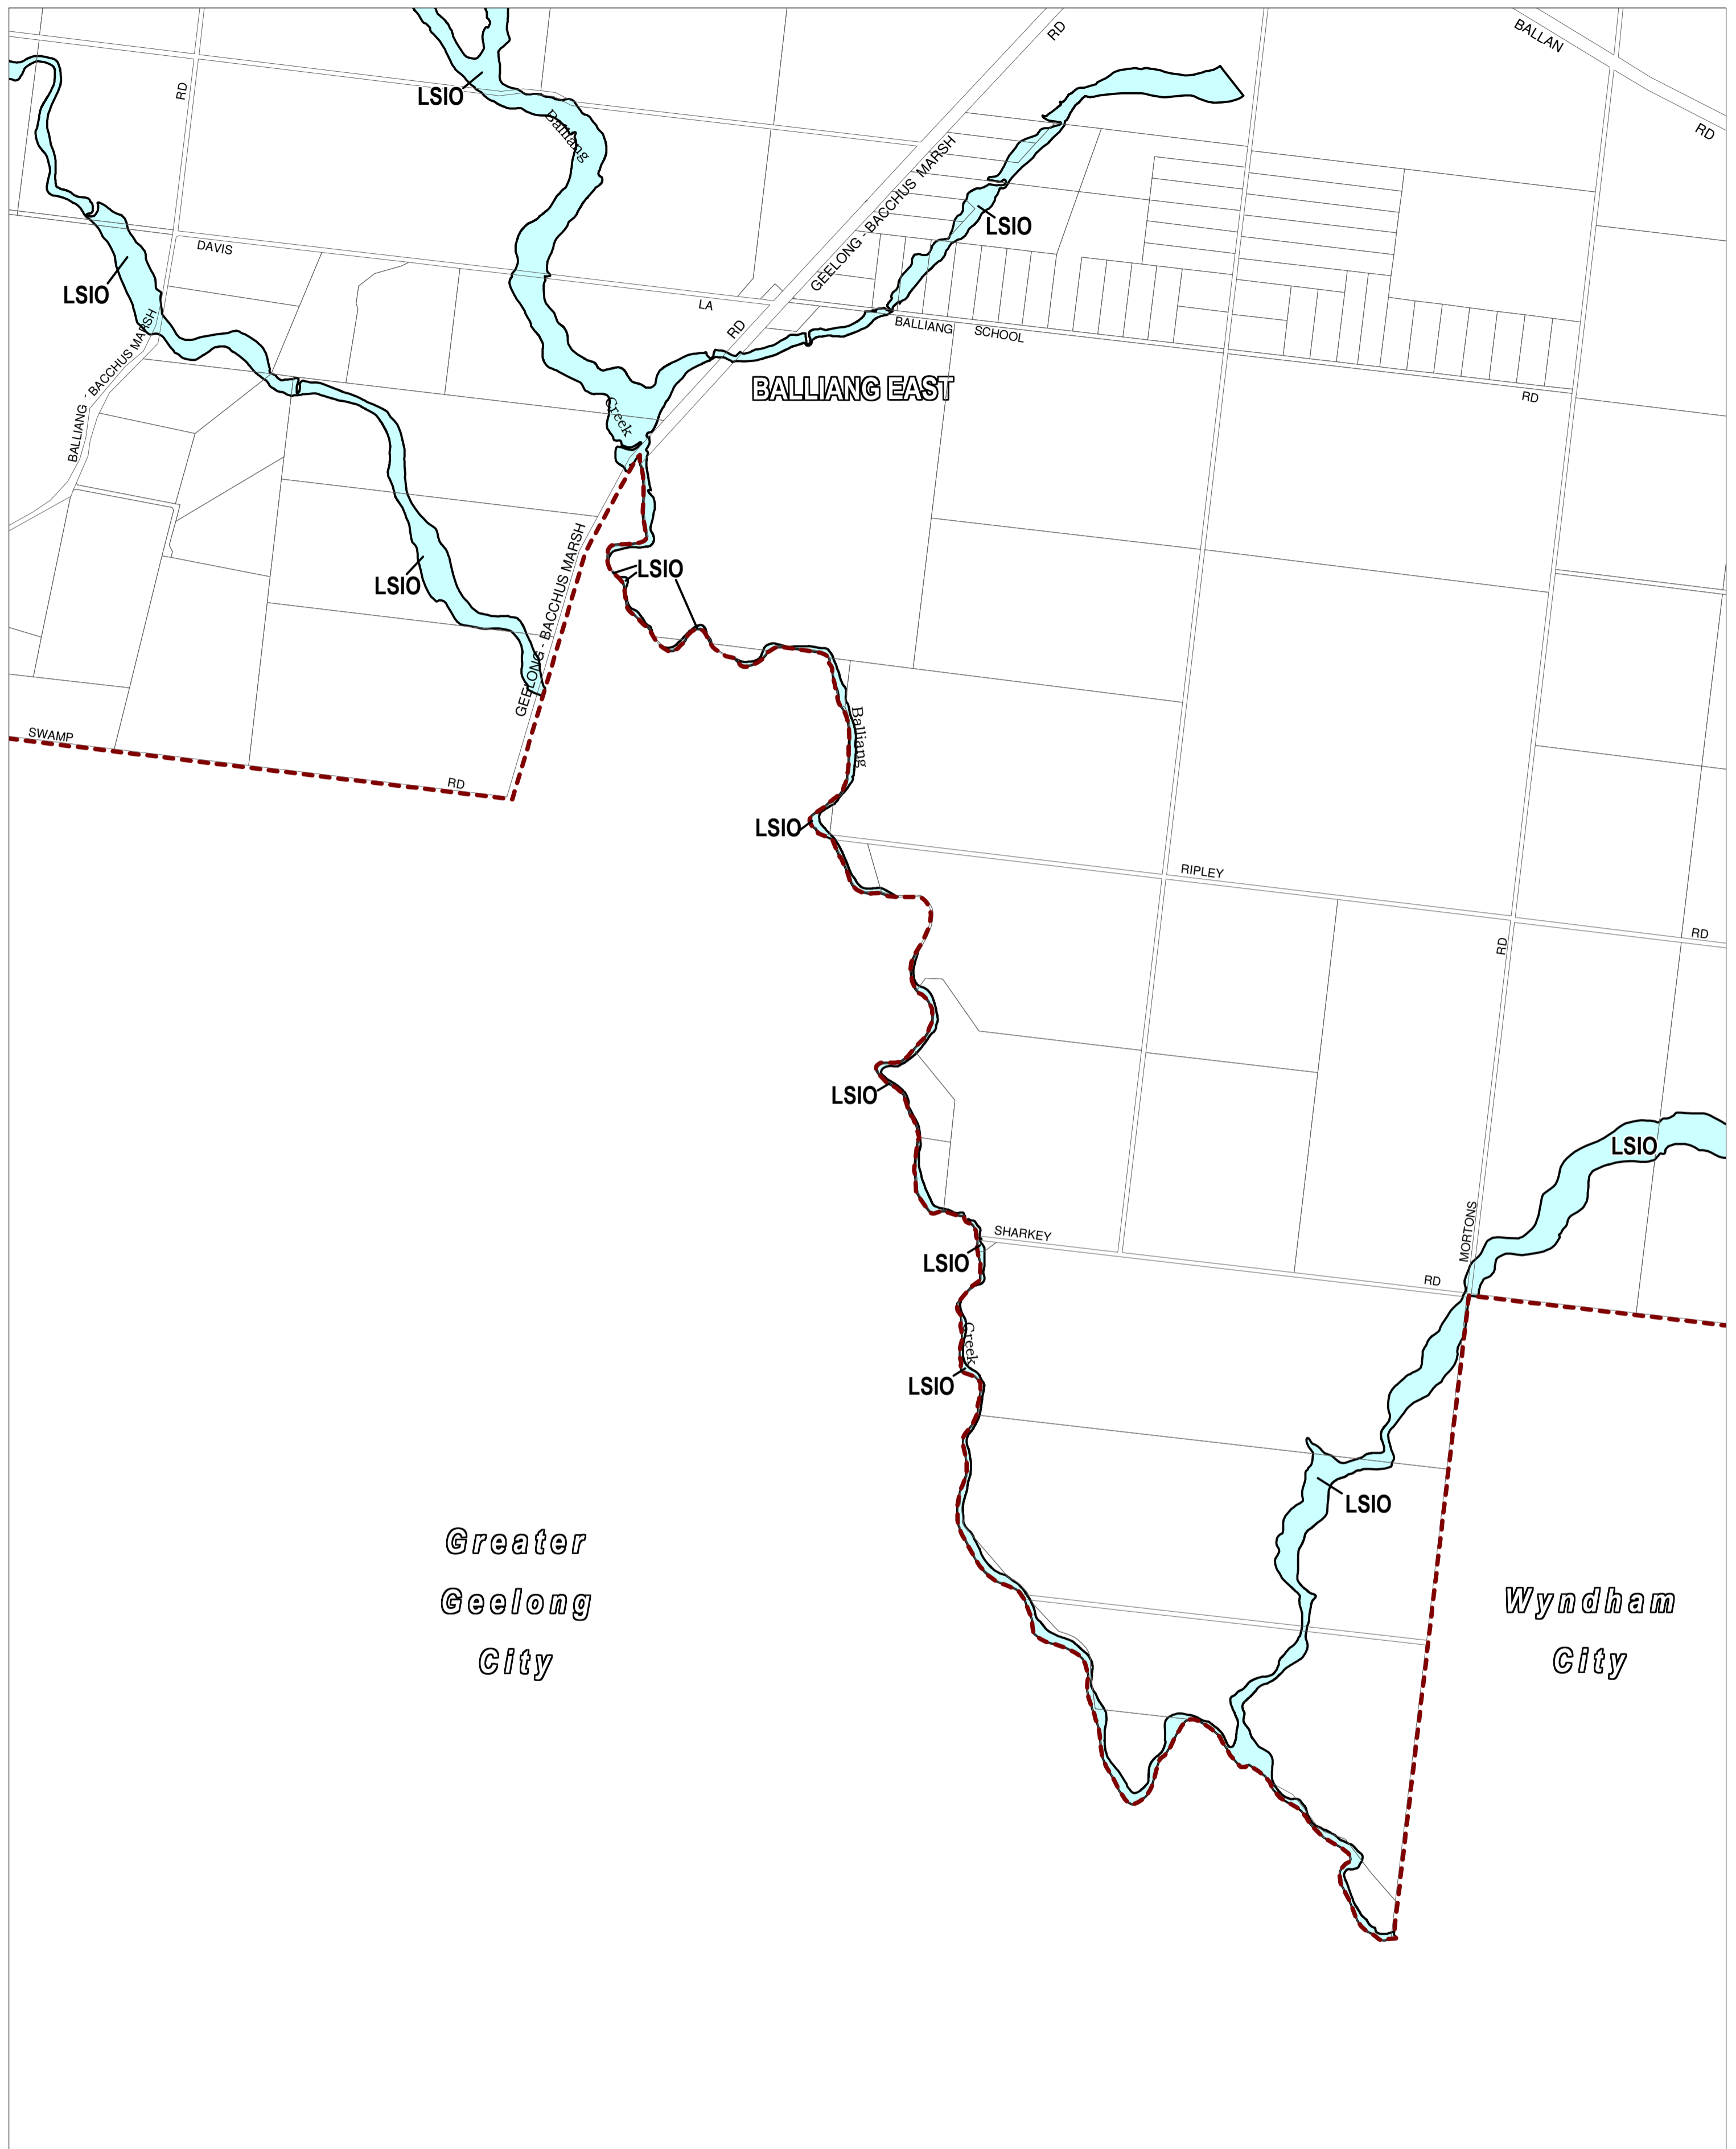 BALLAN
RD
RD
RD
LSIO
Balliang
GEELONG - BACCHUS MARSH
LSIO
DAVIS
LSIO
LA
RD
BALLIANG
SCHOOL
RD
BALLIANG - BACCHUS MARSH
BALLIANG EAST
Creek
LSIO
LSIO
GEELONG - BACCHUS MARSH
SWAMP
RD
Balliang
LSIO
RIPLEY
RD
RD
LSIO
LSIO
MORTONS
SHARKEY
RD
LSIO
Creek
LSIO
LSIO
Greater
Geelong
City
Wyndham
City